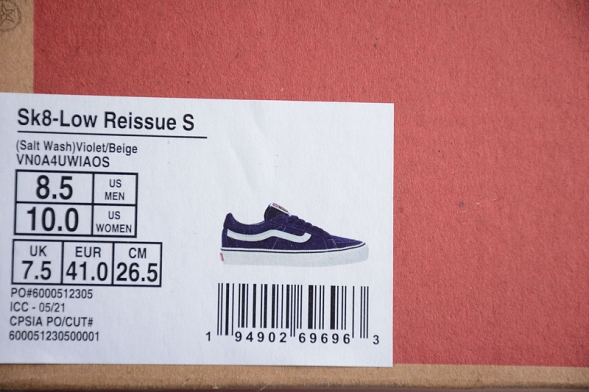 Sk8-Low Reissue S
(Salt Wash)Violet/Beige
VN0A4UWIAOS
8.5 US MEN
10.0 US WOMEN
UK EUR CM
7.5 41.0 26.5
PO#6000512305
ICC - 05/21
CPSIA PO/CUT#
600051230500001
1 94902 69696 3